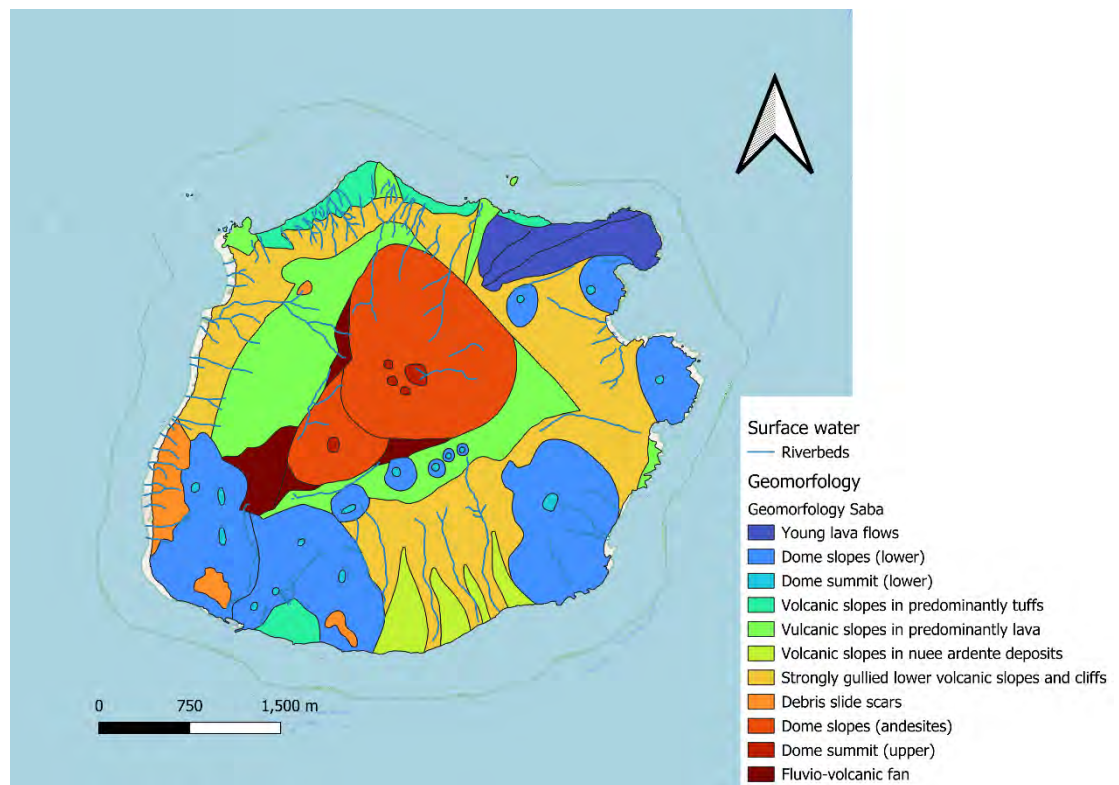 Surface water
Riverbeds
Geomorfology
Geomorfology Saba
Young lava flows
Dome slopes (lower)
Dome summit (lower)
Volcanic slopes in predominantly tuffs
Vulcanic slopes in predominantly lava
Volcanic slopes in nuee ardente deposits
Strongly gullied lower volcanic slopes and cliffs
Debris slide scars
Dome slopes (andesites)
Dome summit (upper)
Fluvio-volcanic fan
0 750 1,500 m